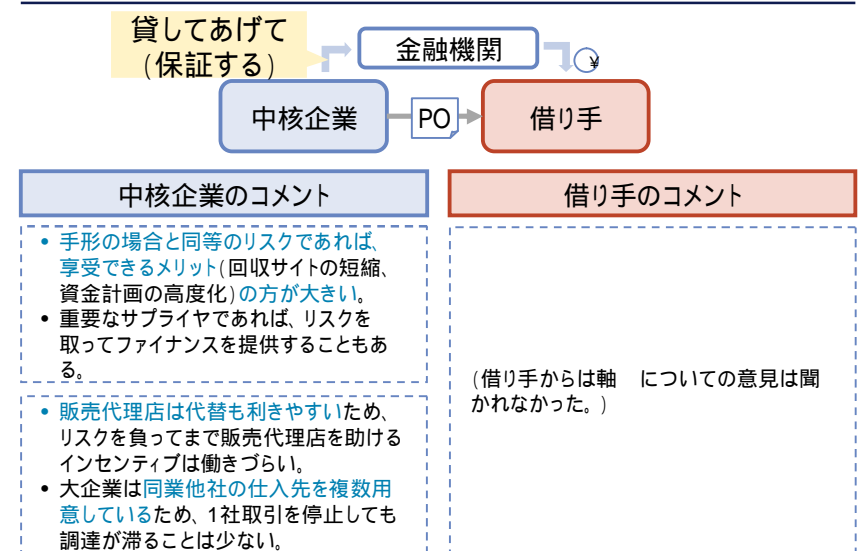 貸してあげて
(保証する)
金融機関
¥
中核企業
PO
借り手
中核企業のコメント
借り手のコメント
• 手形の場合と同等のリスクであれば、
享受できるメリット(回収サイトの短縮、
資金計画の高度化)の方が大きい。
• 重要なサプライヤであれば、リスクを
取ってファイナンスを提供することもあ
る。
• 販売代理店は代替も利きやすいため、
リスクを負ってまで販売代理店を助ける
インセンティブは働きづらい。
• 大企業は同業他社の仕入先を複数用
意しているため、1社取引を停止しても
調達が滞ることは少ない。
(借り手からは軸　についての意見は聞
かれなかった。)